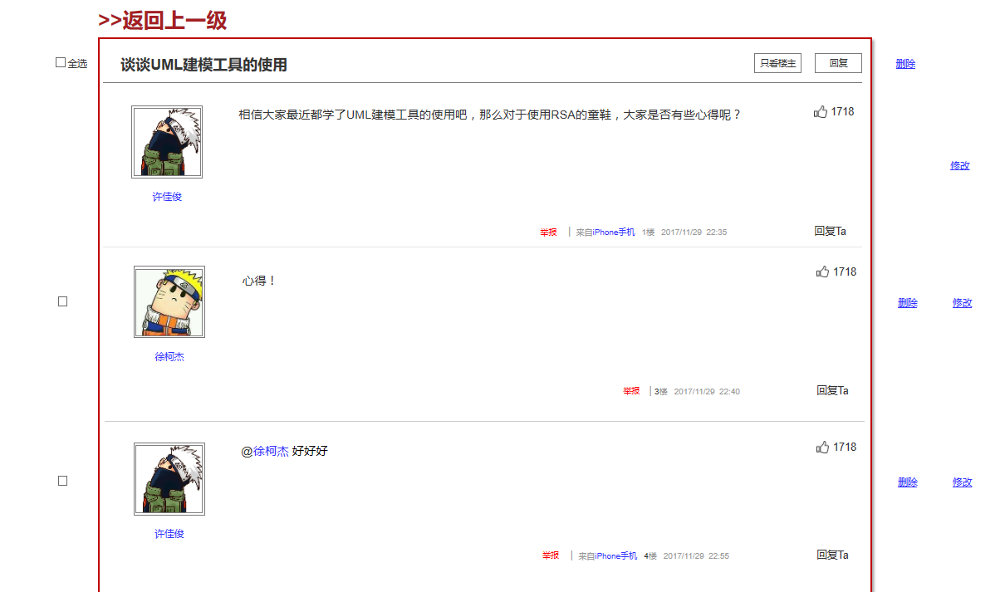 >>返回上一级
全选 谈谈UML建模工具的使用 只看楼主 回复 删除
相信大家最近都学了UML建模工具的使用吧，那么对于使用RSA的童鞋，大家是否有些心得呢？ 1718
修改
许佳俊
举报 | 来自iPhone手机 1楼 2017/11/29 22:35 回复Ta
心得！ 1718
删除 修改
徐柯杰
举报 | 3楼 2017/11/29 22:40 回复Ta
@徐柯杰 好好好 1718
删除 修改
许佳俊
举报 | 来自iPhone手机 4楼 2017/11/29 22:55 回复Ta